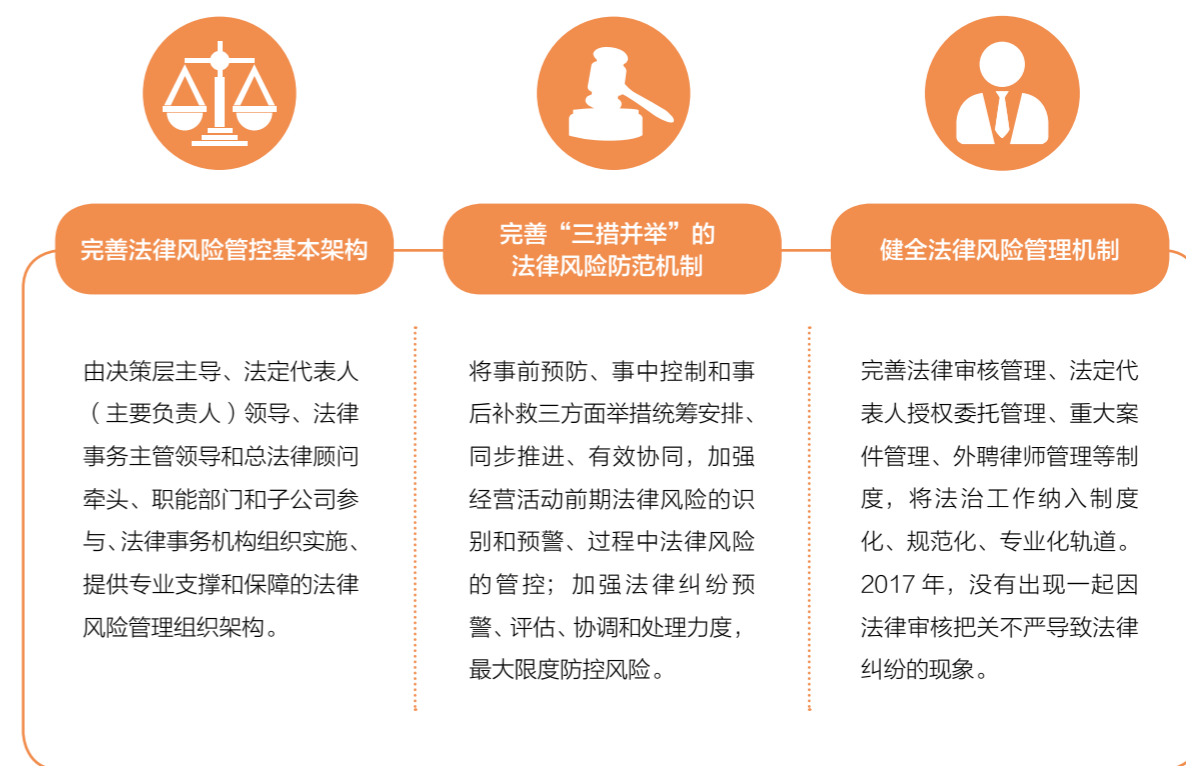 完善法律风险管控基本架构
由决策层主导、法定代表人
（主要负责人）领导、法律
事务主管领导和总法律顾问
牵头、职能部门和子公司参
与、法律事务机构组织实施、
提供专业支撑和保障的法律
风险管理组织架构。
完善“三措并举”的
法律风险防范机制
将事前预防、事中控制和事
后补救三方面举措统筹安排、
同步推进、有效协同，加强
经营活动前期法律风险的识
别和预警、过程中法律风险
的管控；加强法律纠纷预
警、评估、协调和处理力度，
最大限度防控风险。
健全法律风险管理机制
完善法律审核管理、法定代
表人授权委托管理、重大案
件管理、外聘律师管理等制
度，将法治工作纳入制度
化、规范化、专业化轨道。
2017 年，没有出现一起因
法律审核把关不严导致法律
纠纷的现象。